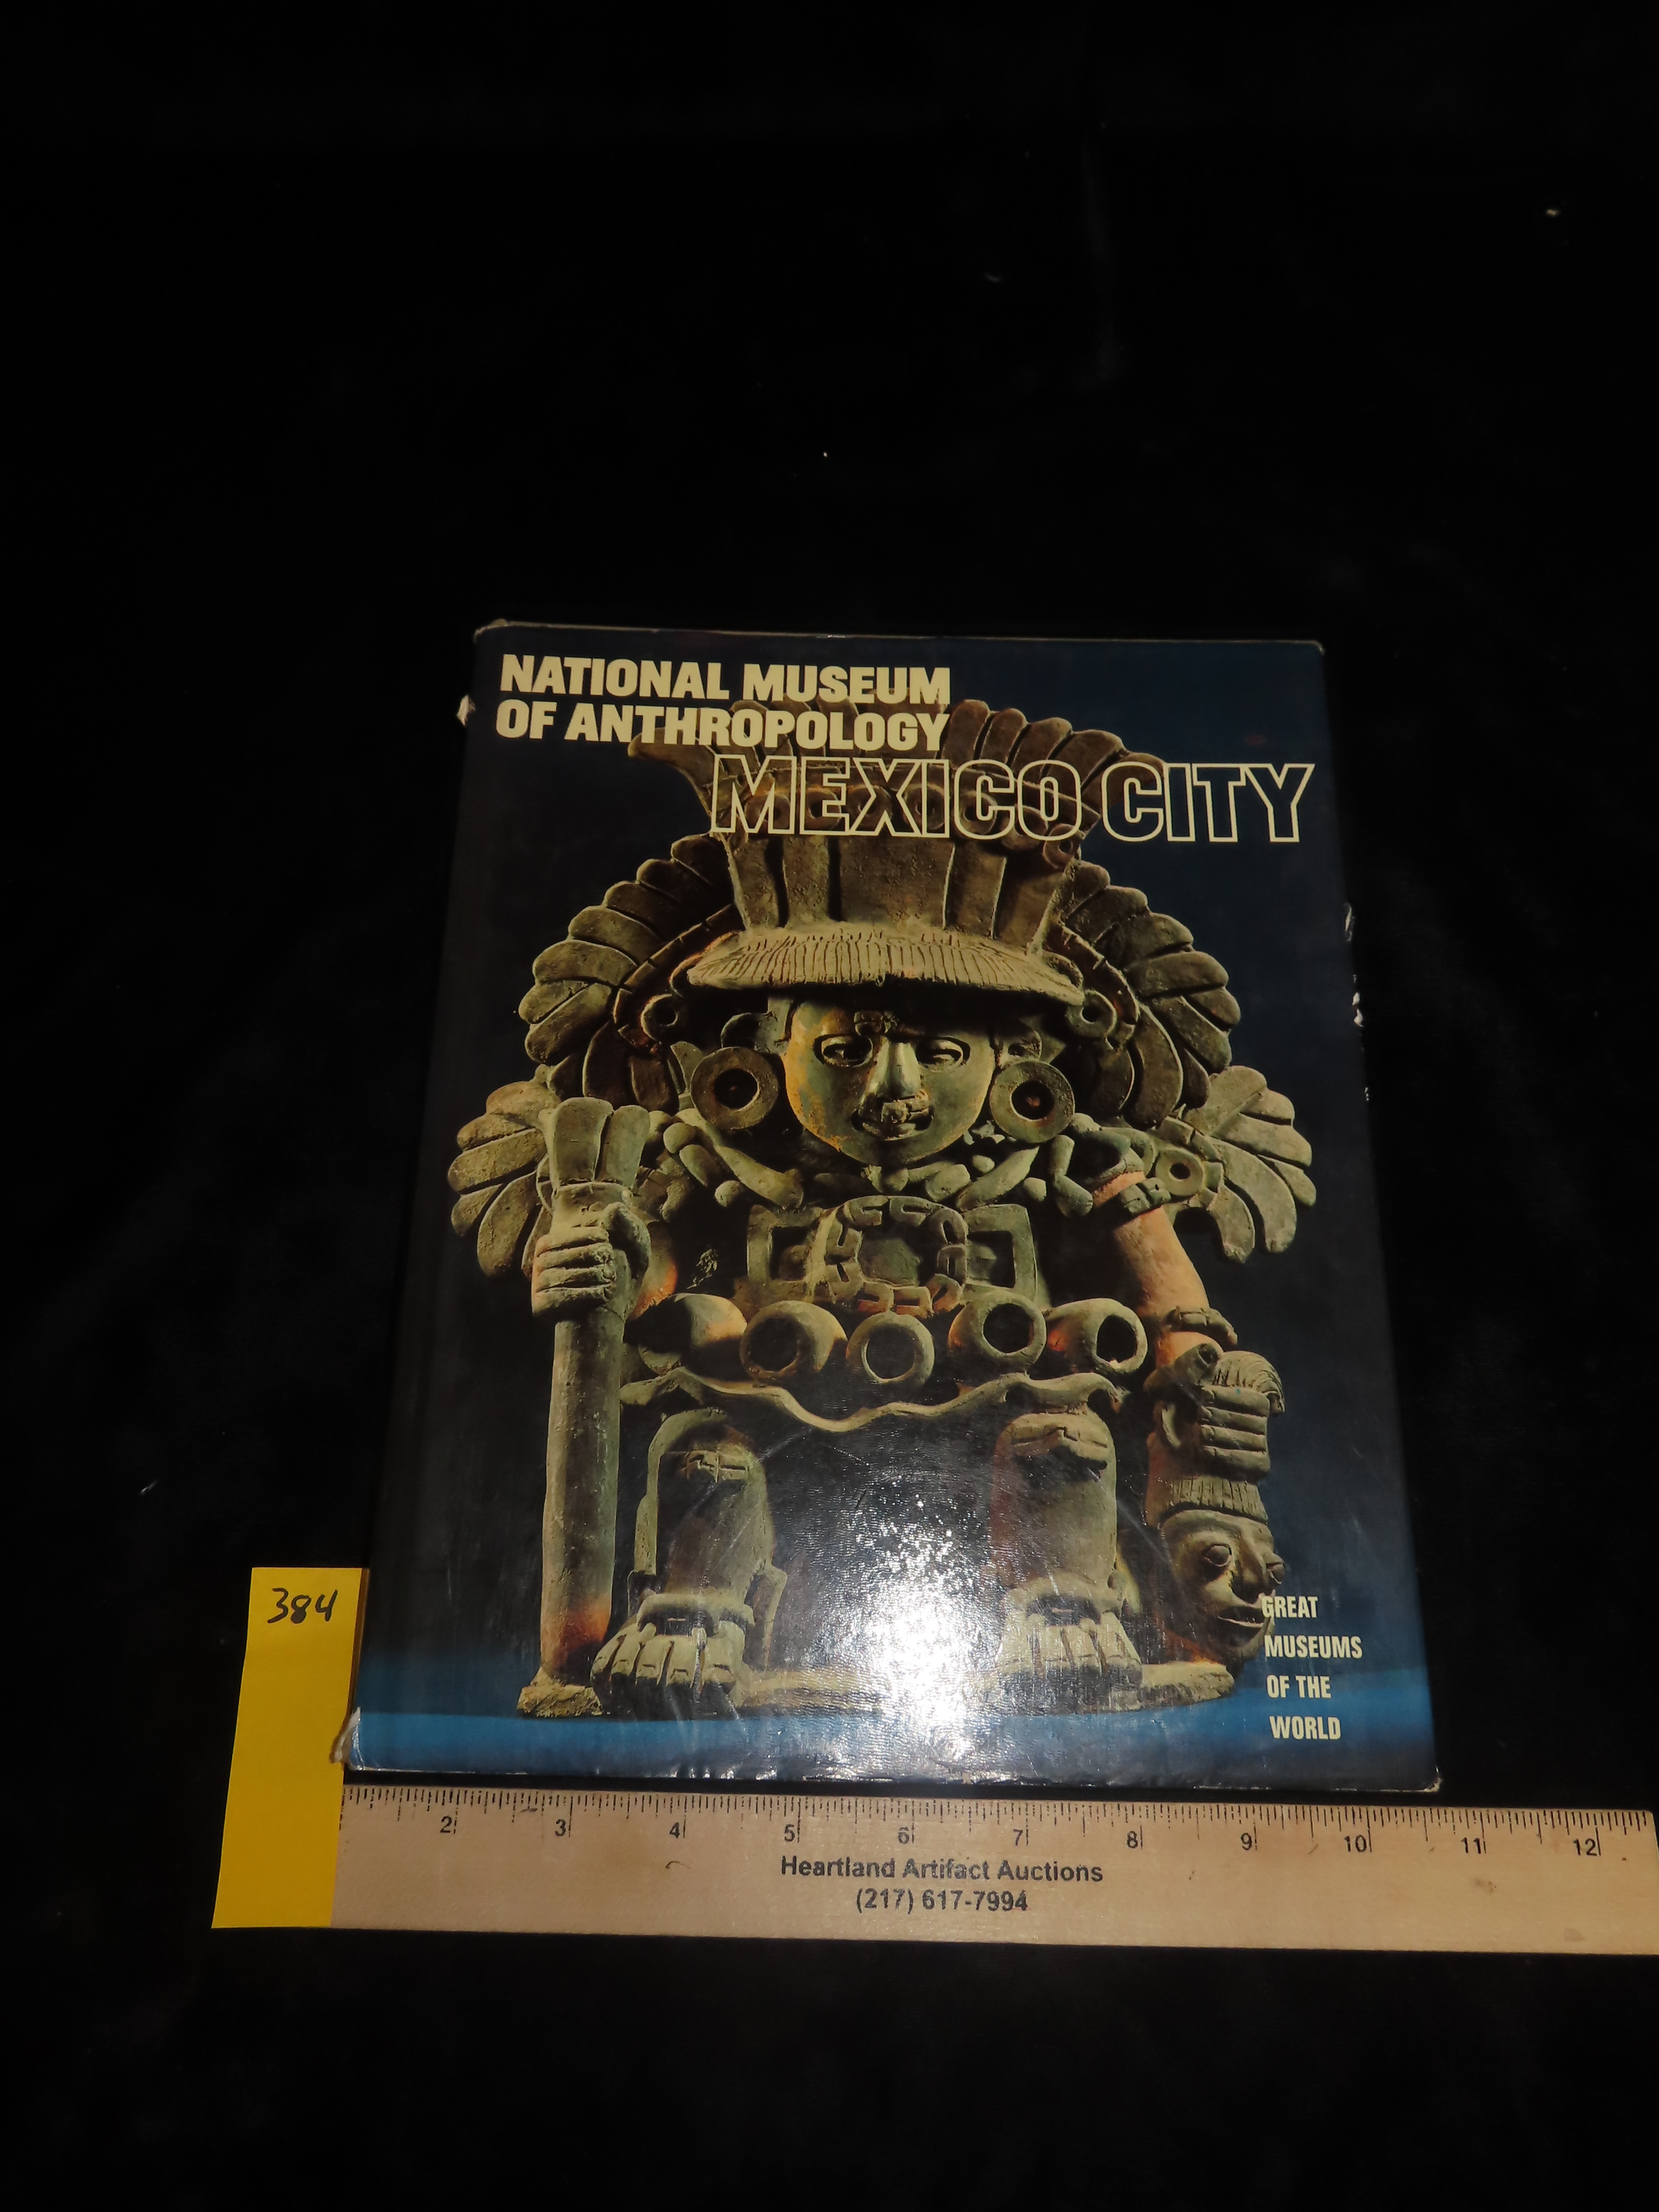 NATIONAL MUSEUM
OF ANTHROPOLOGY
MEXICO CITY
GREAT
MUSEUMS
OF THE
WORLD
384
2 3 4 5 6 7 8 9 10 11 12
Heartland Artifact Auctions
(217) 617-7994